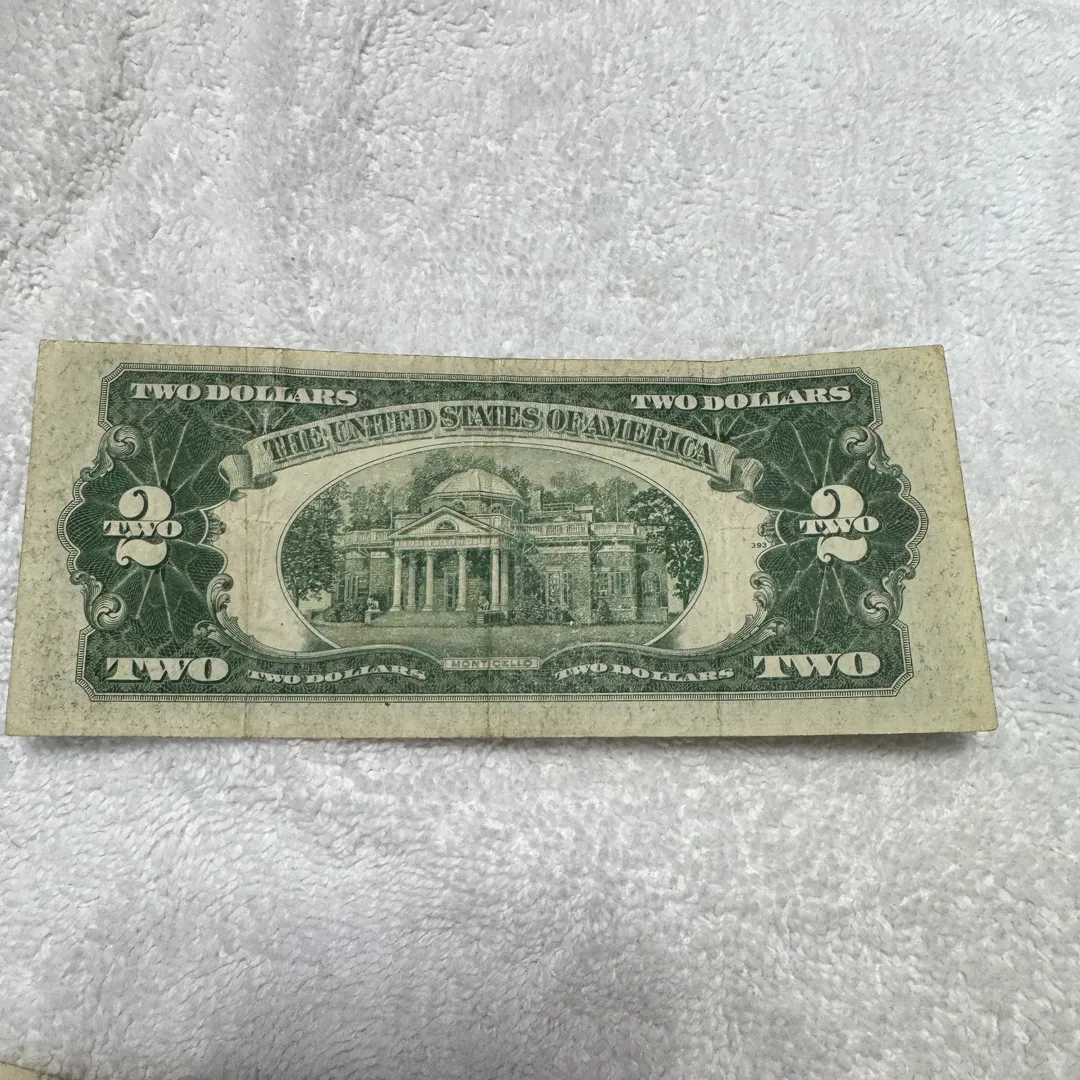 TWO DOLLARS TWO DOLLARS
THE UNITED STATES OF AMERICA
2 TWO 2 TWO
393
TWO TWO DOLLARS MONTICELLO TWO DOLLARS TWO